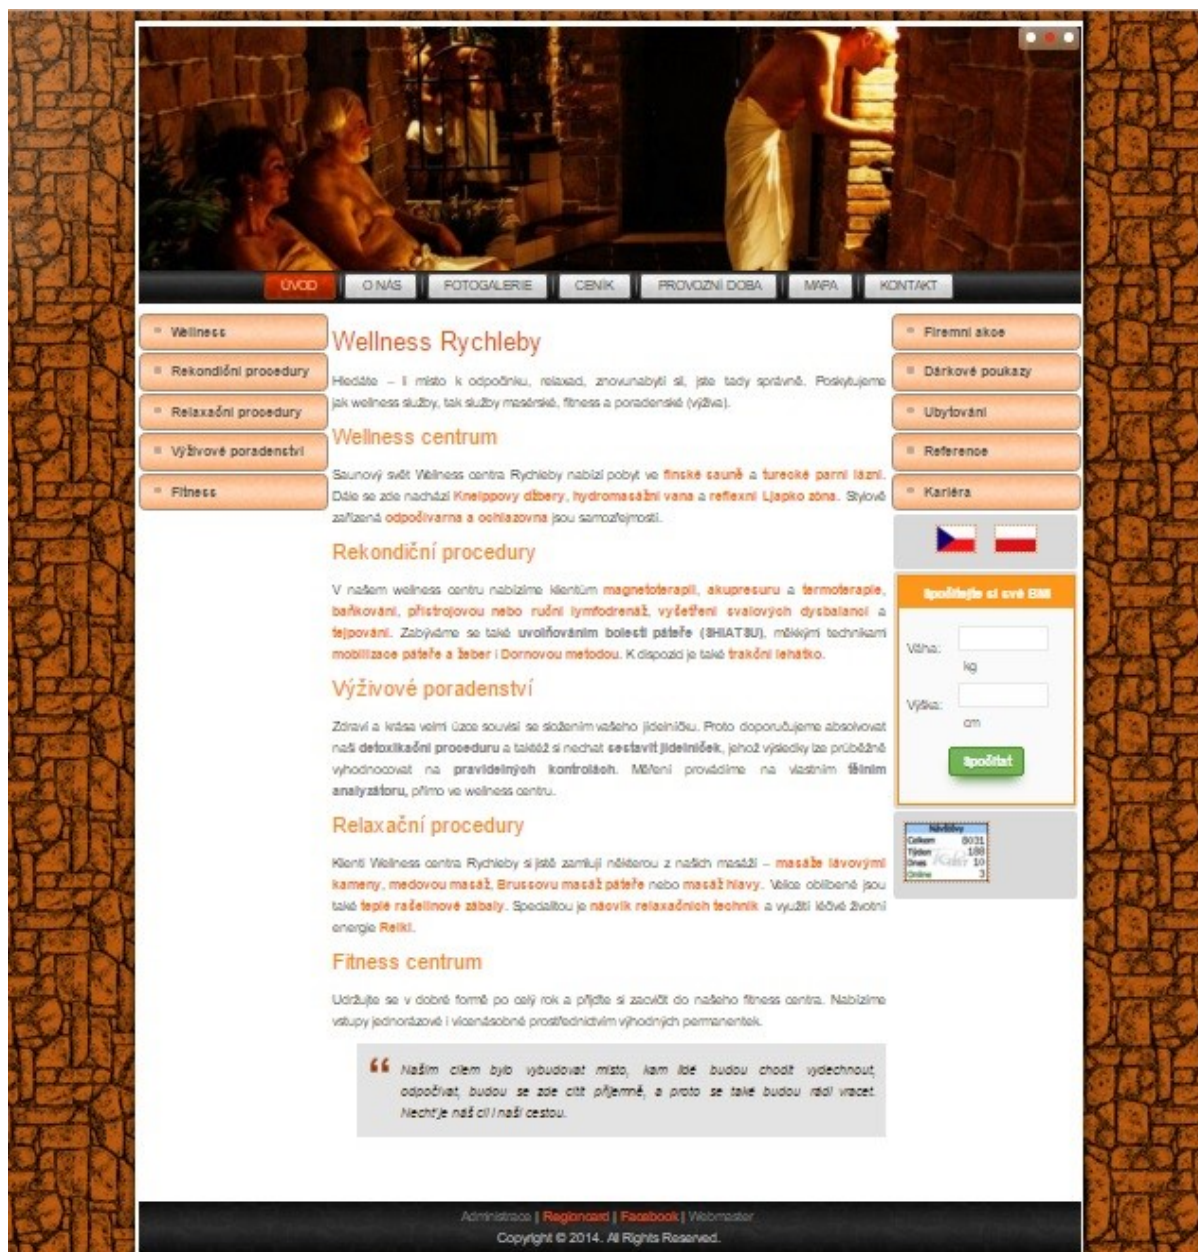 ÚVOD
O NÁS
FOTOGALERIE
CENÍK
PROVOZNÍ DOBA
MAPA
KONTAKT
Wellness
Rekondiční procedury
Relaxační procedury
Výživové poradenství
Fitness
Wellness Rychleby
Hledáte – li místo k odpočinku, relaxaci, znovunabytí sil, jste tady správně. Poskytujeme
jak wellness služby, tak služby masérské, fitness a poradenské (výživa).
Wellness centrum
Saunový svět Wellness centra Rychleby nabízí pobyt ve finské sauně a turecké parní lázni.
Dále se zde nachází Kneippovy džbery, hydromasážní vana a reflexní Ljapko zóna. Stylově
zařízená odpočívarna a ochlazovna jsou samozřejmostí.
Rekondiční procedury
V našem wellness centru nabízíme klientům magnetoterapii, akupresuru a termoterapie,
baňkování, přístrojovou nebo ruční lymfodrenáž, vyšetření svalových dysbalancí a
tejpování. Zabýváme se také uvolňováním bolesti páteře (SHIATSU), měkkými technikami
mobilizace páteře a žeber i Dornovou metodou. K dispozici je také trakční lehátko.
Výživové poradenství
Zdraví a krása velmi úzce souvisí se složením vašeho jídelníčku. Proto doporučujeme absolvovat
naši detoxikační proceduru a taktéž si nechat sestavit jídelníček, jehož výsledky lze průběžně
vyhodnocovat na pravidelných kontrolách. Měření provádíme na vlastním tělním
analyzátoru, přímo ve wellness centru.
Relaxační procedury
Klienti Wellness centra Rychleby si jistě zamilují některou z našich masáží – masáže lávovými
kameny, medovou masáž, Brussovu masáž páteře nebo masáž hlavy. Velice oblíbené jsou
také teplé rašelinové zábaly. Specialitou je nácvik relaxačních technik a využití léčivé životní
energie Reiki.
Fitness centrum
Udržujte se v dobré formě po celý rok a přijďte si zacvičit do našeho fitness centra. Nabízíme
vstupy jednorázové i vícenásobné prostřednictvím výhodných permanentek.
“ Naším cílem bylo vybudovat místo, kam lidé budou chodit vydechnout,
odpočívat, budou se zde cítit příjemně, a proto se také budou rádi vracet.
Nechť je náš cíl i naší cestou.
Firemní akce
Dárkové poukazy
Ubytování
Reference
Kariéra
Spočítejte si své BMI
Váha:
kg
Výška:
cm
Spočítat
Návštěvy
Celkem 8031
Týden 188
Dnes 10
Online 3
Administrace | Regioncard | Facebook | Webmaster
Copyright © 2014. All Rights Reserved.